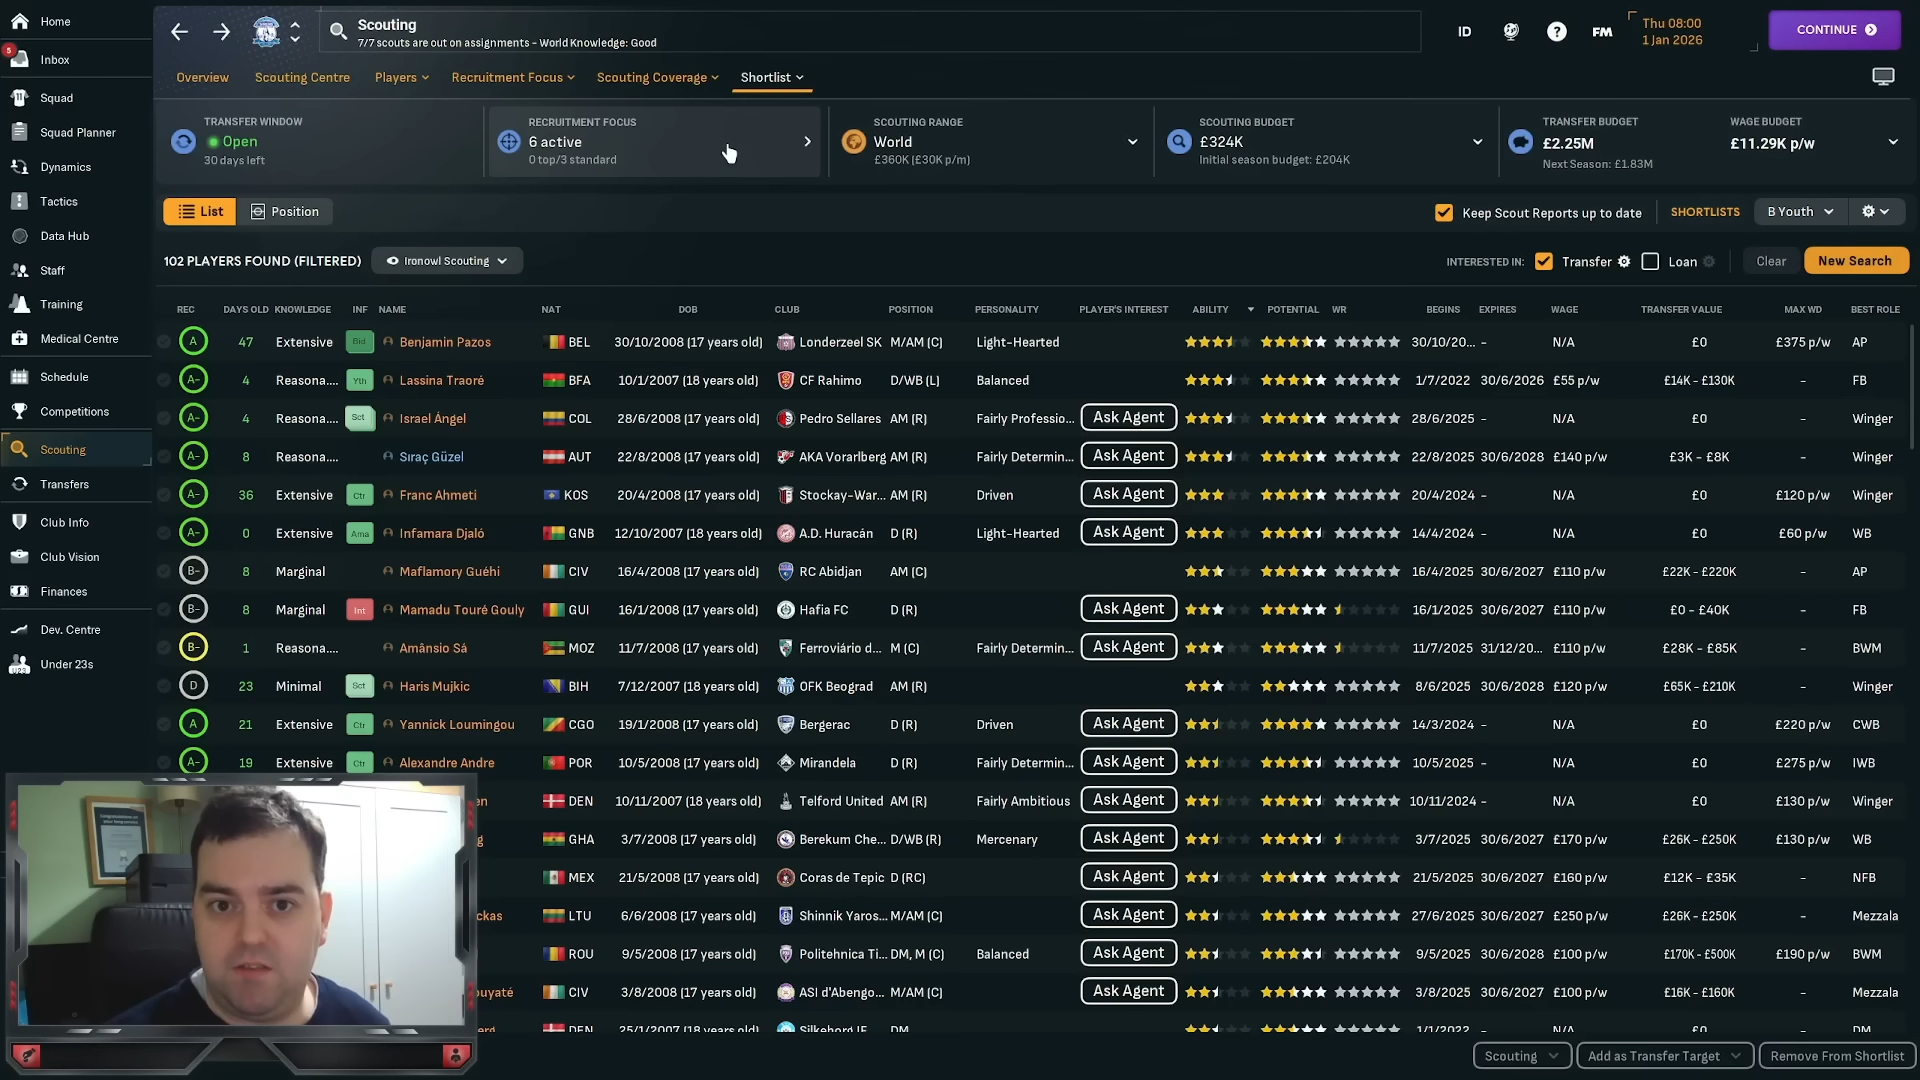 Home
5
Inbox
Squad
Squad Planner
Dynamics
Tactics
Data Hub
Staff
Training
Medical Centre
Schedule
Competitions
Scouting
Transfers
Club Info
Club Vision
Finances
Dev. Centre
Under 23s
Scouting
7/7 scouts are out on assignments - World Knowledge: Good
ID
FM
Thu 08:00
1 Jan 2026
CONTINUE
Overview Scouting Centre Players Recruitment Focus Scouting Coverage Shortlist
TRANSFER WINDOW
Open
30 days left
RECRUITMENT FOCUS
6 active
0 top/3 standard
SCOUTING RANGE
World
£360K (£30K p/m)
SCOUTING BUDGET
£324K
Initial season budget: £204K
TRANSFER BUDGET
£2.25M
Next Season: £1.83M
WAGE BUDGET
£11.29K p/w
List Position
Keep Scout Reports up to date SHORTLISTS B Youth
102 PLAYERS FOUND (FILTERED) Ironowl Scouting
INTERESTED IN: Transfer Loan Clear New Search
REC DAYS OLD KNOWLEDGE INF NAME NAT DOB CLUB POSITION PERSONALITY PLAYER'S INTEREST ABILITY POTENTIAL WR BEGINS EXPIRES WAGE TRANSFER VALUE MAX WD BEST ROLE
A 47 Extensive Bid Benjamin Pazos BEL 30/10/2008 (17 years old) Londerzeel SK M/AM (C) Light-Hearted 30/10/20... - N/A £0 £375 p/w AP
A- 4 Reasona.... Yth Lassina Traoré BFA 10/1/2007 (18 years old) CF Rahimo D/WB (L) Balanced 1/7/2022 30/6/2026 £55 p/w £14K - £130K - FB
A- 4 Reasona.... Sct Israel Ángel COL 28/6/2008 (17 years old) Pedro Sellares AM (R) Fairly Professio... Ask Agent 28/6/2025 - N/A £0 - Winger
A- 8 Reasona.... Sıraç Güzel AUT 22/8/2008 (17 years old) AKA Vorarlberg AM (R) Fairly Determin... Ask Agent 22/8/2025 30/6/2028 £140 p/w £3K - £8K - Winger
A- 36 Extensive Ctr Franc Ahmeti KOS 20/4/2008 (17 years old) Stockay-War... AM (R) Driven Ask Agent 20/4/2024 - N/A £0 £120 p/w Winger
A- 0 Extensive Ama Infamara Djaló GNB 12/10/2007 (18 years old) A.D. Huracán D (R) Light-Hearted Ask Agent 14/4/2024 - N/A £0 £60 p/w WB
B- 8 Marginal Maflamory Guéhi CIV 16/4/2008 (17 years old) RC Abidjan AM (C) 16/4/2025 30/6/2027 £110 p/w £22K - £220K - AP
B- 8 Marginal Int Mamadu Touré Gouly GUI 16/1/2008 (17 years old) Hafia FC D (R) Ask Agent 16/1/2025 30/6/2027 £110 p/w £0 - £40K - FB
B- 1 Reasona.... Amânsio Sá MOZ 11/7/2008 (17 years old) Ferroviário d... M (C) Fairly Determin... Ask Agent 11/7/2025 31/12/20... £110 p/w £28K - £85K - BWM
D 23 Minimal Sct Haris Mujkic BIH 7/12/2007 (18 years old) OFK Beograd AM (R) 8/6/2025 30/6/2028 £120 p/w £65K - £210K - Winger
A 21 Extensive Ctr Yannick Loumingou CGO 19/1/2008 (17 years old) Bergerac D (R) Driven Ask Agent 14/3/2024 - N/A £0 £220 p/w CWB
A- 19 Extensive Ctr Alexandre Andre POR 10/5/2008 (17 years old) Mirandela D (R) Fairly Determin... Ask Agent 10/5/2025 - N/A £0 £275 p/w IWB
en DEN 10/11/2007 (18 years old) Telford United AM (R) Fairly Ambitious Ask Agent 10/11/2024 - N/A £0 £130 p/w Winger
g GHA 3/7/2008 (17 years old) Berekum Che... D/WB (R) Mercenary Ask Agent 3/7/2025 30/6/2027 £170 p/w £26K - £250K £130 p/w WB
MEX 21/5/2008 (17 years old) Coras de Tepic D (RC) Ask Agent 21/5/2025 30/6/2027 £160 p/w £12K - £35K - NFB
ckas LTU 6/6/2008 (17 years old) Shinnik Yaros... M/AM (C) Ask Agent 27/6/2025 30/6/2027 £250 p/w £26K - £250K - Mezzala
ROU 9/5/2008 (17 years old) Politehnica Ti... DM, M (C) Balanced Ask Agent 9/5/2025 30/6/2028 £100 p/w £170K - £500K £190 p/w BWM
ouyaté CIV 3/8/2008 (17 years old) ASI d'Abengo... M/AM (C) Ask Agent 3/8/2025 30/6/2027 £100 p/w £16K - £160K - Mezzala
erg DEN 25/1/2007 (18 years old) Silkeborg IF DM 1/1/2022 - N/A £0 - DM
Scouting Add as Transfer Target Remove From Shortlist